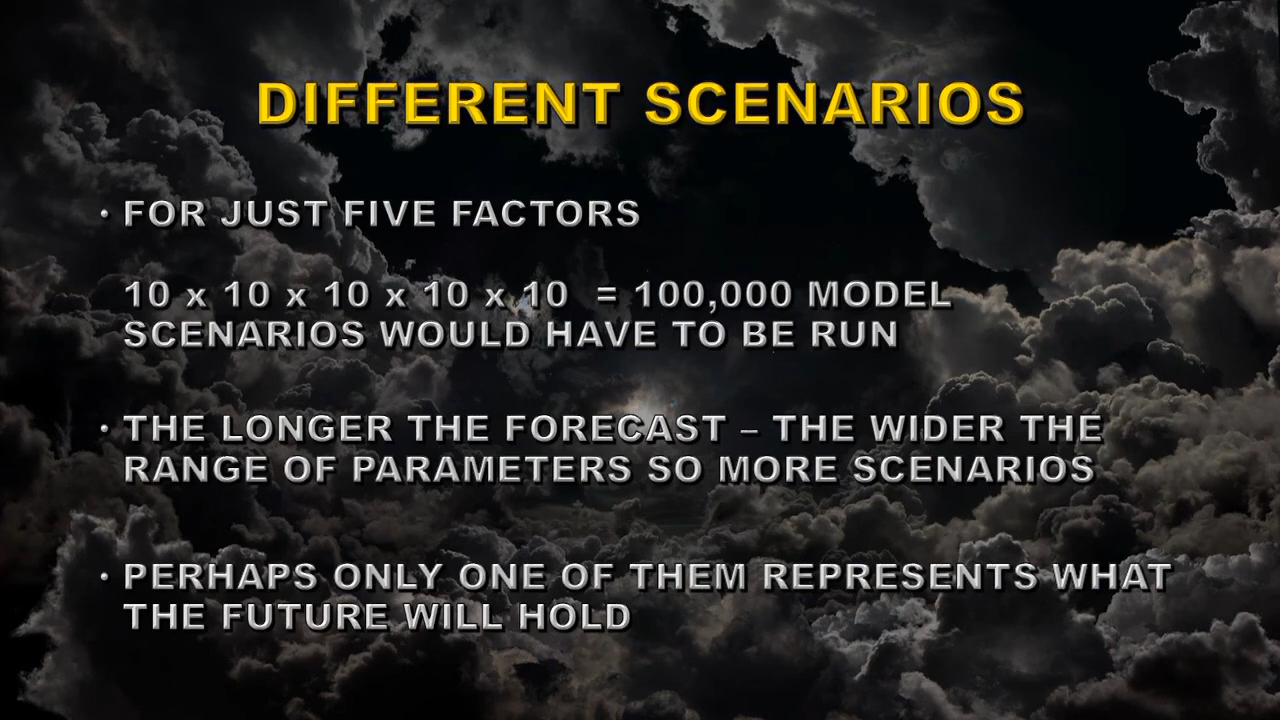 DIFFERENT SCENARIOS
• FOR JUST FIVE FACTORS
10 x 10 x 10 x 10 x 10 = 100,000 MODEL
SCENARIOS WOULD HAVE TO BE RUN
• THE LONGER THE FORECAST – THE WIDER THE
RANGE OF PARAMETERS SO MORE SCENARIOS
• PERHAPS ONLY ONE OF THEM REPRESENTS WHAT
THE FUTURE WILL HOLD